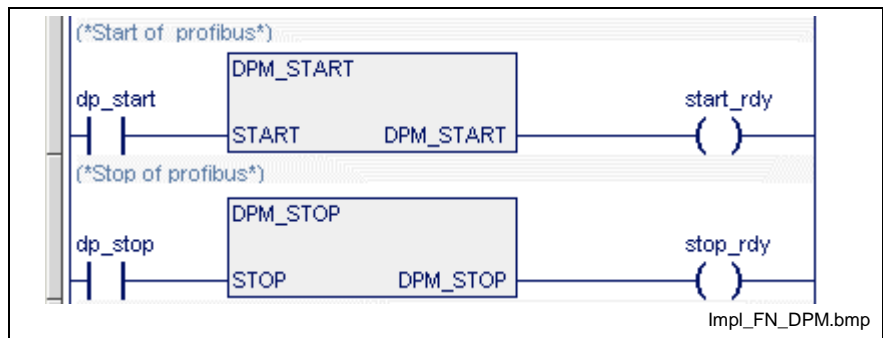 (*Start of profibus*)
DPM_START
dp_start
start_rdy
START DPM_START
(*Stop of profibus*)
DPM_STOP
dp_stop
stop_rdy
STOP DPM_STOP
Impl_FN_DPM.bmp